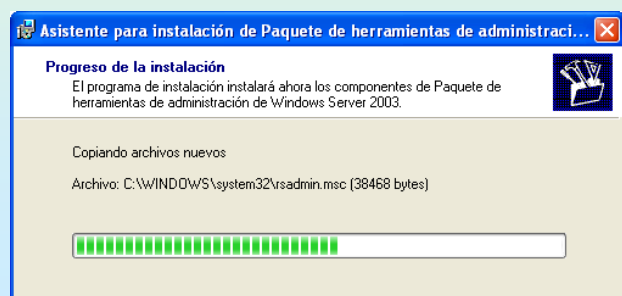 Asistente para instalación de Paquete de herramientas de administraci...
Progreso de la instalación
El programa de instalación instalará ahora los componentes de Paquete de
herramientas de administración de Windows Server 2003.
Copiando archivos nuevos
Archivo: C:\WINDOWS\system32\rsadmin.msc (38468 bytes)